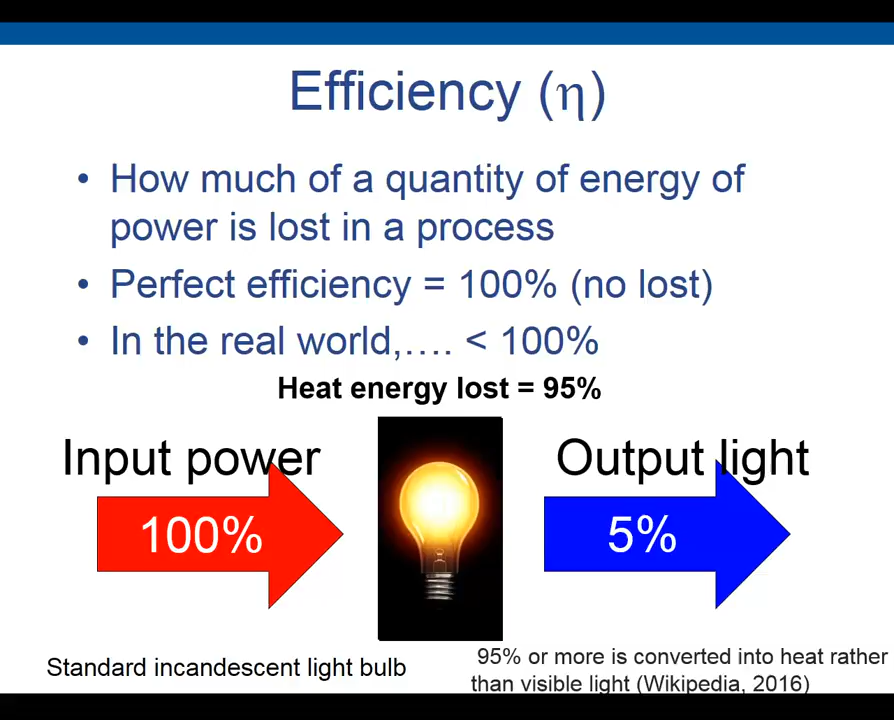 Efficiency (η)
• How much of a quantity of energy of
power is lost in a process
• Perfect efficiency = 100% (no lost)
• In the real world,…. < 100%
Heat energy lost = 95%
Input power
Output light
100%
5%
Standard incandescent light bulb
95% or more is converted into heat rather
than visible light (Wikipedia, 2016)